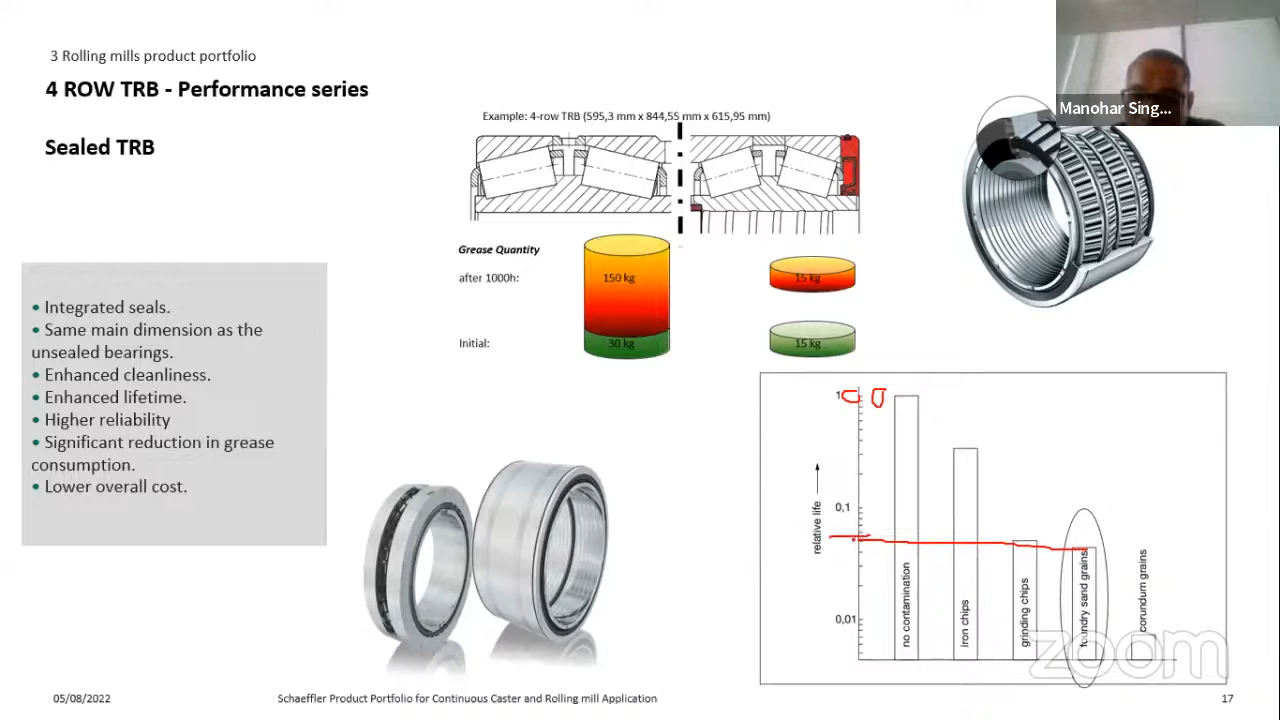 3 Rolling mills product portfolio
4 ROW TRB - Performance series
Sealed TRB
Manohar Sing...
Example: 4-row TRB (595,3 mm x 844,55 mm x 615,95 mm)
Grease Quantity
after 1000h:
150 kg
15 kg
Initial:
30 kg
15 kg
• Integrated seals.
• Same main dimension as the
unsealed bearings.
• Enhanced cleanliness.
• Enhanced lifetime.
• Higher reliability
• Significant reduction in grease
consumption.
• Lower overall cost.
1
0,1
0,01
relative life
no contamination
iron chips
grinding chips
foundry sand grains
corundum grains
zoom
05/08/2022
Schaeffler Product Portfolio for Continuous Caster and Rolling mill Application
17